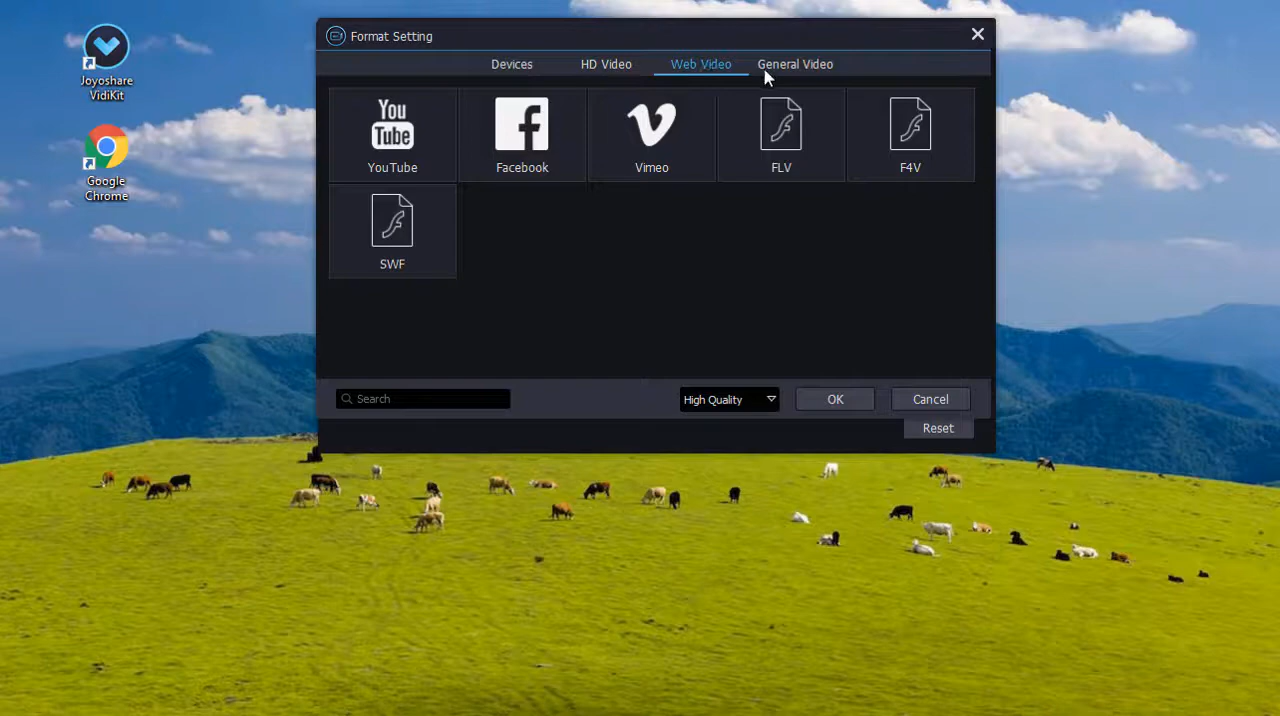 Joyoshare
VidiKit
Google
Chrome
Format Setting
Devices
HD Video
Web Video
General Video
You
Tube
YouTube
Facebook
Vimeo
FLV
F4V
SWF
Search
High Quality
OK
Cancel
Reset